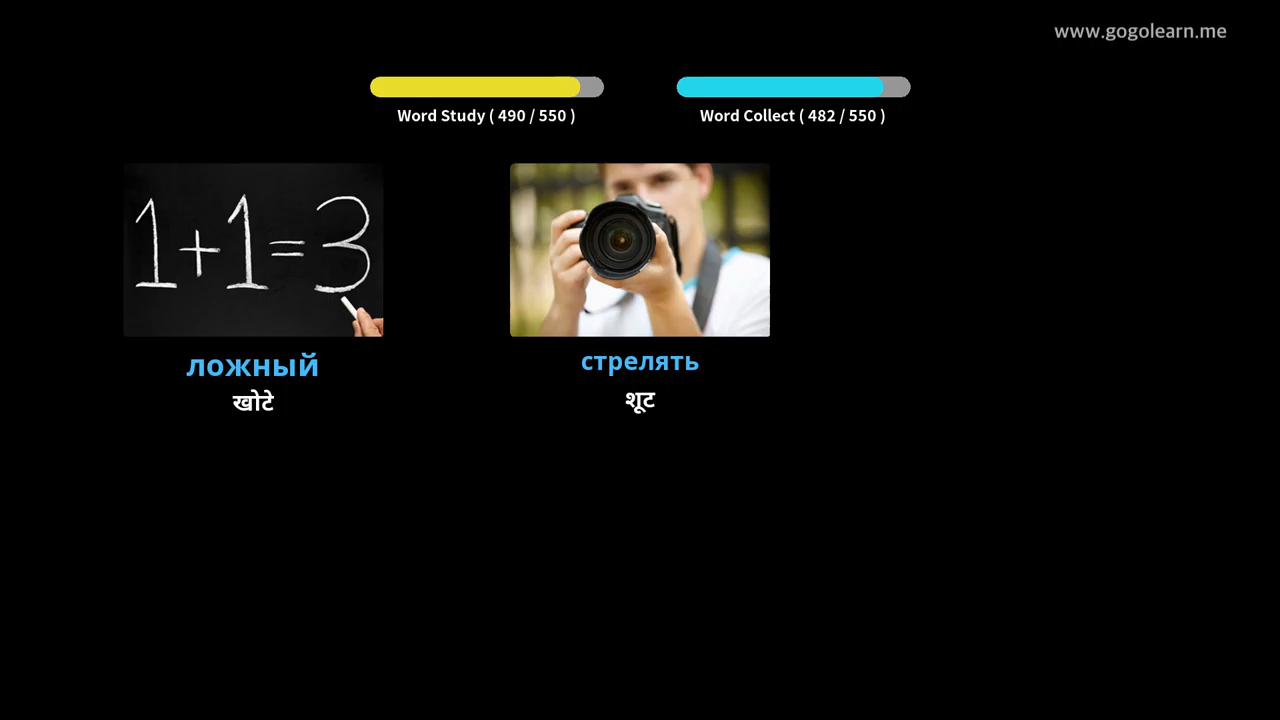 www.gogolearn.me
Word Study ( 490 / 550 )
Word Collect ( 482 / 550 )
1+1=3
ложный
खोटे
стрелять
शूट